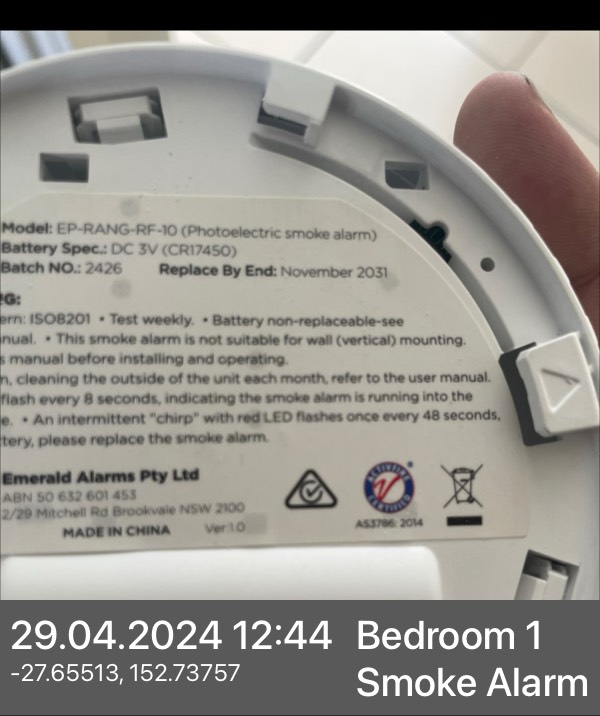 Model: EP-RANG-RF-10 (Photoelectric smoke alarm)
Battery Spec.: DC 3V (CR17450)
Batch NO.: 2426 Replace By End: November 2031
G:
ern: ISO8201 • Test weekly. • Battery non-replaceable-see
nual. • This smoke alarm is not suitable for wall (vertical) mounting.
s manual before installing and operating.
n, cleaning the outside of the unit each month, refer to the user manual.
flash every 8 seconds, indicating the smoke alarm is running into the
e. • An intermittent "chirp" with red LED flashes once every 48 seconds,
tery, please replace the smoke alarm.
Emerald Alarms Pty Ltd
ABN 50 632 601 453
2/29 Mitchell Rd Brookvale NSW 2100
MADE IN CHINA Ver:1.0
ACTIVFIRE
CERTIFIED
AS3786: 2014
29.04.2024 12:44
-27.65513, 152.73757
Bedroom 1
Smoke Alarm